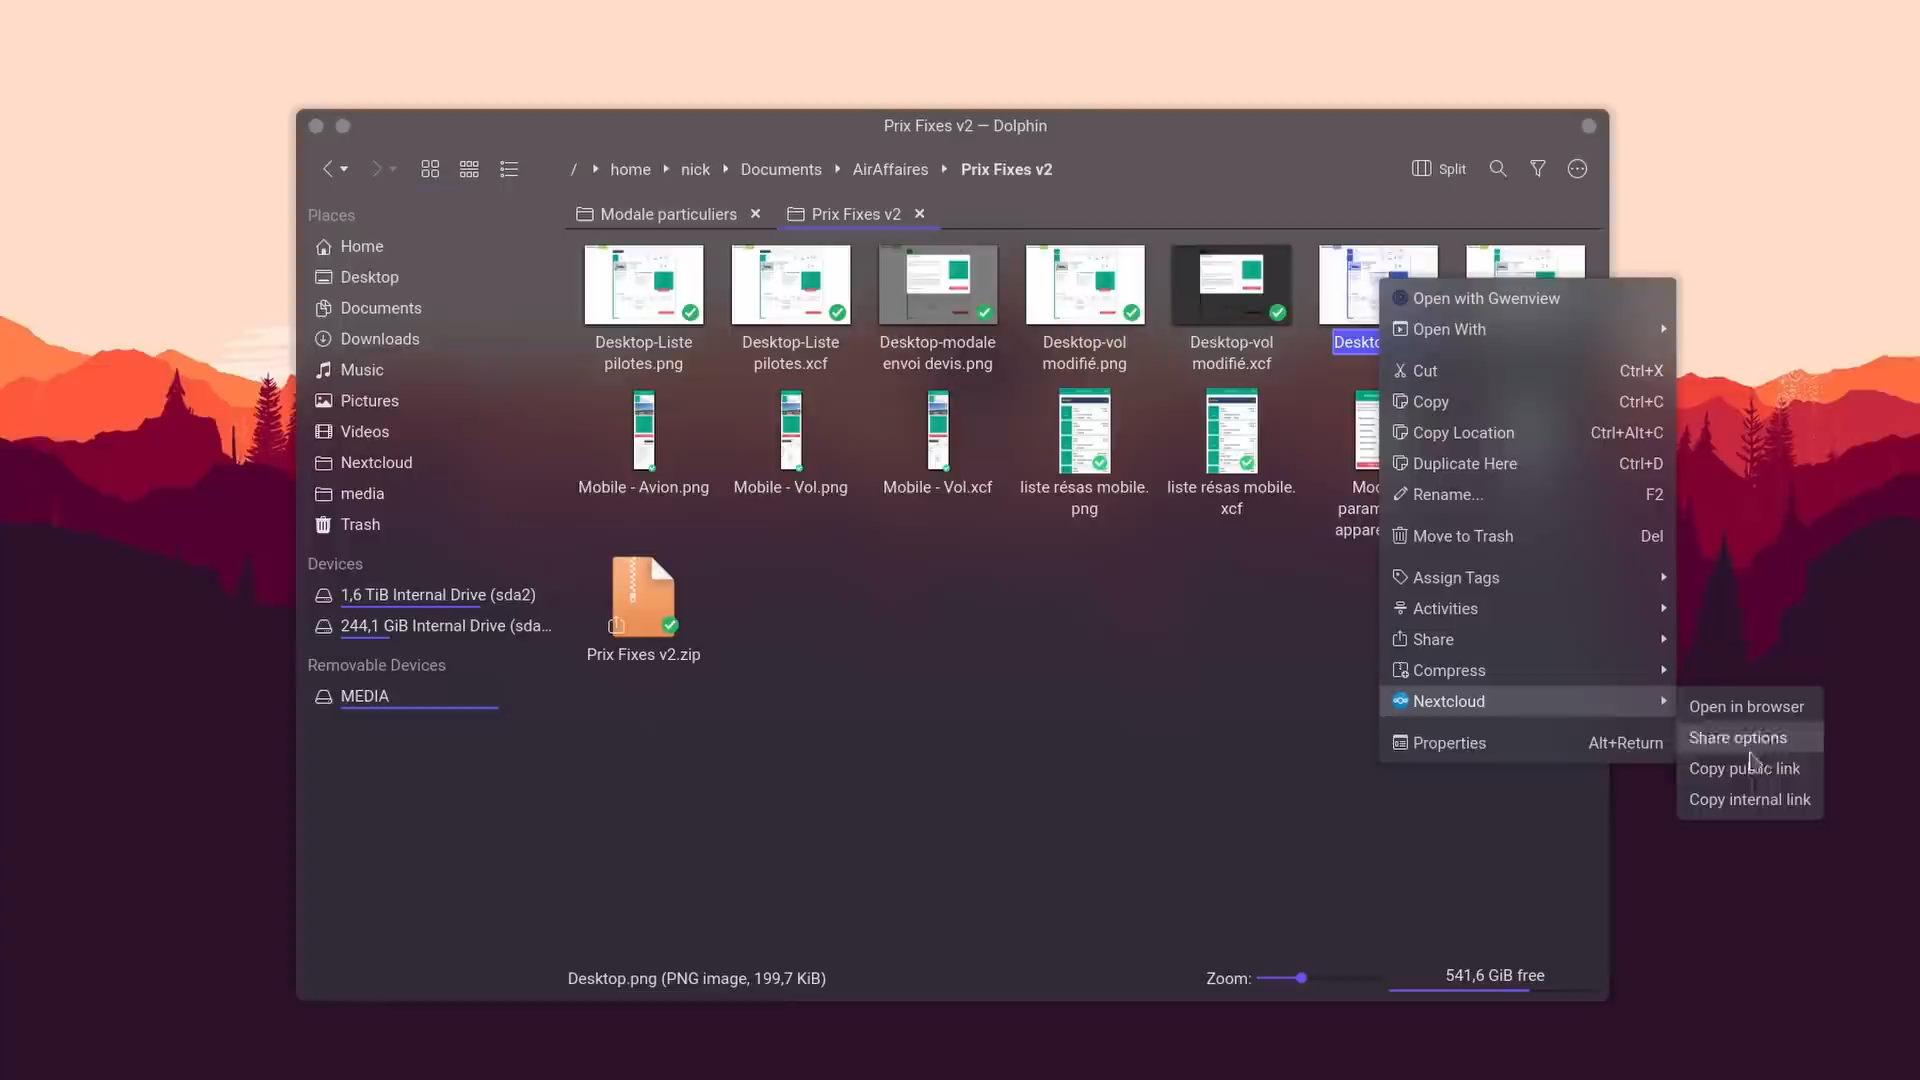 Prix Fixes v2 — Dolphin
/ home nick Documents AirAffaires Prix Fixes v2
Split
Places
Home
Desktop
Documents
Downloads
Music
Pictures
Videos
Nextcloud
media
Trash
Devices
1,6 TiB Internal Drive (sda2)
244,1 GiB Internal Drive (sda...
Removable Devices
MEDIA
Modale particuliers
Prix Fixes v2
Desktop-Liste
pilotes.png
Desktop-Liste
pilotes.xcf
Desktop-modale
envoi devis.png
Desktop-vol
modifié.png
Desktop-vol
modifié.xcf
Mobile - Avion.png
Mobile - Vol.png
Mobile - Vol.xcf
liste résas mobile.
png
liste résas mobile.
xcf
Prix Fixes v2.zip
Open with Gwenview
Open With
Cut Ctrl+X
Copy Ctrl+C
Copy Location Ctrl+Alt+C
Duplicate Here Ctrl+D
Rename... F2
Move to Trash Del
Assign Tags
Activities
Share
Compress
Nextcloud
Properties Alt+Return
Open in browser
Share options
Copy public link
Copy internal link
Desktop.png (PNG image, 199,7 KiB)
Zoom:
541,6 GiB free